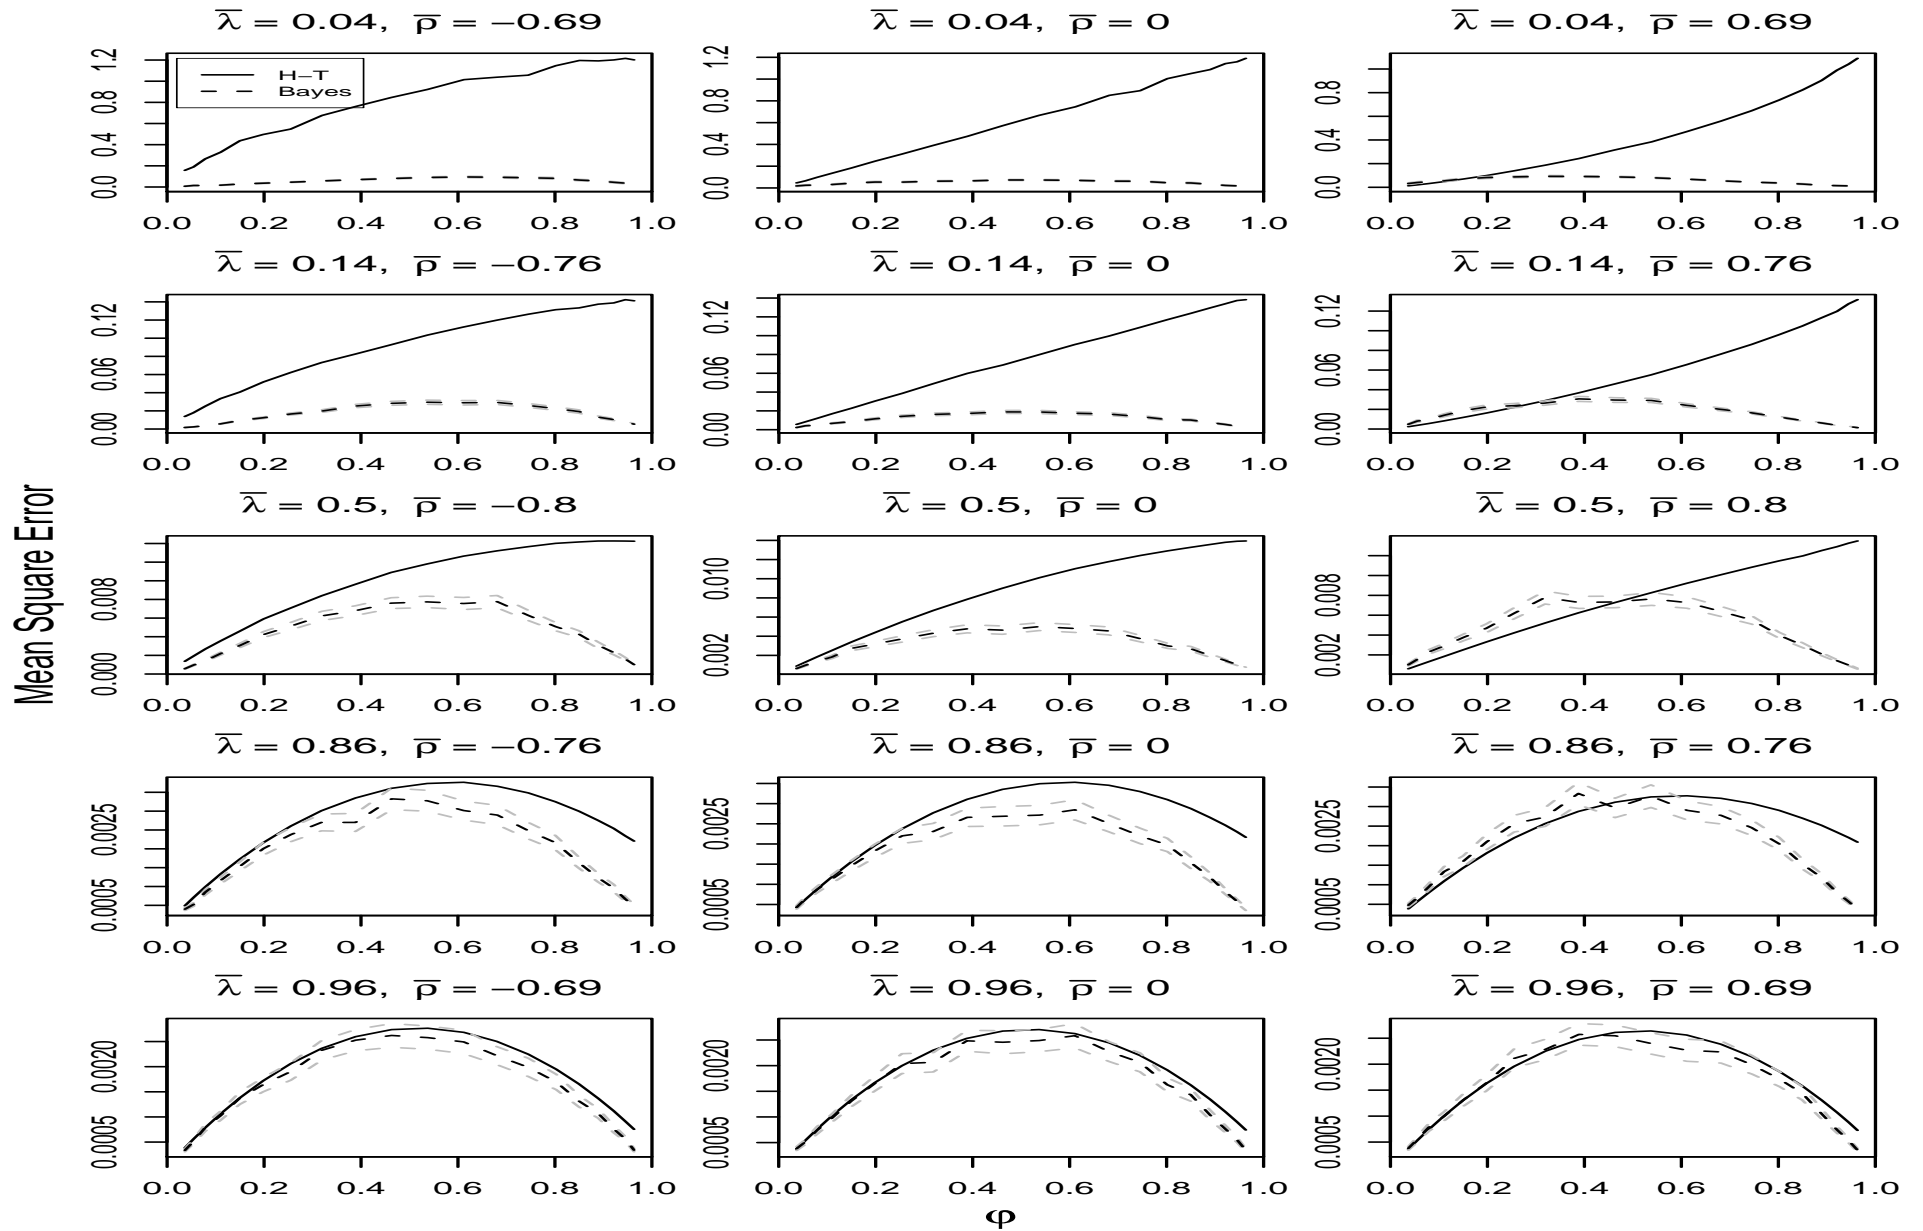 λ̅ = 0.04, ρ̅ = −0.69
λ̅ = 0.04, ρ̅ = 0
λ̅ = 0.04, ρ̅ = 0.69
H−T
Bayes
0.0 0.4 0.8 1.2
0.0 0.2 0.4 0.6 0.8 1.0
0.0 0.4 0.8 1.2
0.0 0.2 0.4 0.6 0.8 1.0
0.0 0.4 0.8
0.0 0.2 0.4 0.6 0.8 1.0
λ̅ = 0.14, ρ̅ = −0.76
λ̅ = 0.14, ρ̅ = 0
λ̅ = 0.14, ρ̅ = 0.76
0.00 0.06 0.12
0.0 0.2 0.4 0.6 0.8 1.0
0.00 0.06 0.12
0.0 0.2 0.4 0.6 0.8 1.0
0.00 0.06 0.12
0.0 0.2 0.4 0.6 0.8 1.0
Mean Square Error
λ̅ = 0.5, ρ̅ = −0.8
λ̅ = 0.5, ρ̅ = 0
λ̅ = 0.5, ρ̅ = 0.8
0.000 0.008
0.0 0.2 0.4 0.6 0.8 1.0
0.002 0.010
0.0 0.2 0.4 0.6 0.8 1.0
0.002 0.008
0.0 0.2 0.4 0.6 0.8 1.0
λ̅ = 0.86, ρ̅ = −0.76
λ̅ = 0.86, ρ̅ = 0
λ̅ = 0.86, ρ̅ = 0.76
0.0005 0.0025
0.0 0.2 0.4 0.6 0.8 1.0
0.0005 0.0025
0.0 0.2 0.4 0.6 0.8 1.0
0.0005 0.0025
0.0 0.2 0.4 0.6 0.8 1.0
λ̅ = 0.96, ρ̅ = −0.69
λ̅ = 0.96, ρ̅ = 0
λ̅ = 0.96, ρ̅ = 0.69
0.0005 0.0020
0.0 0.2 0.4 0.6 0.8 1.0
0.0005 0.0020
0.0 0.2 0.4 0.6 0.8 1.0
0.0005 0.0020
0.0 0.2 0.4 0.6 0.8 1.0
φ